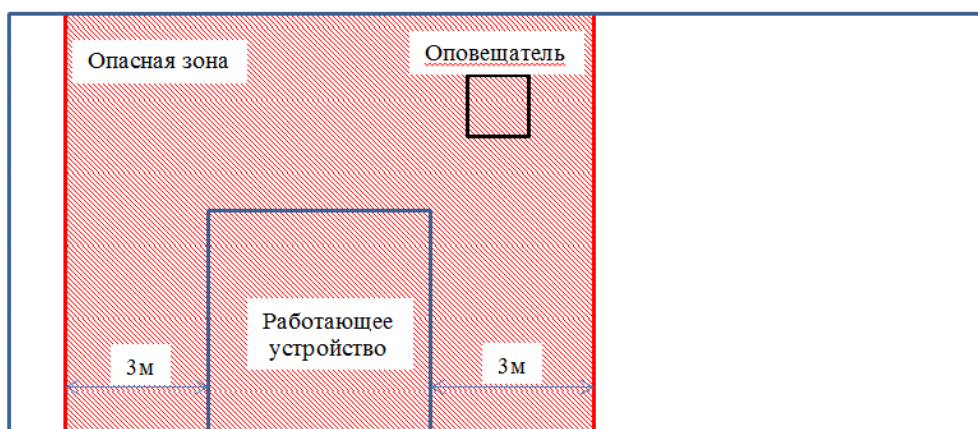 Опасная зона
Оповещатель
Работающее
устройство
3м
3м